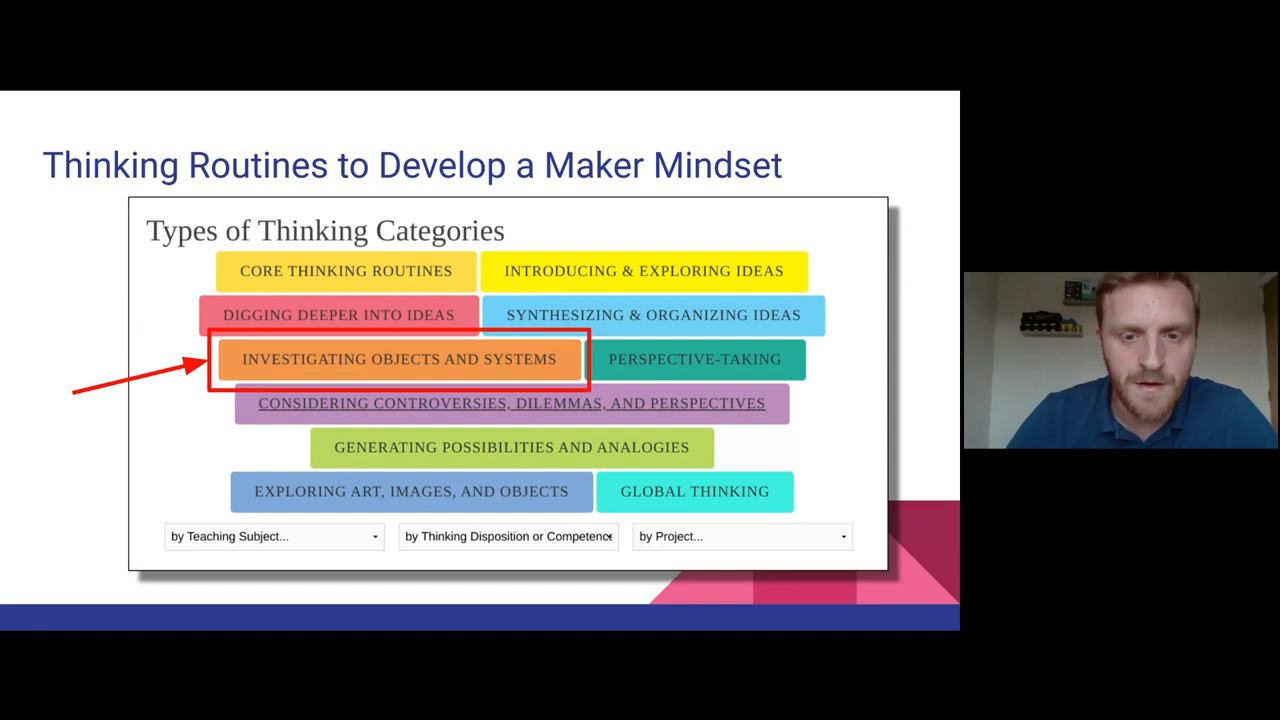 Thinking Routines to Develop a Maker Mindset
Types of Thinking Categories
CORE THINKING ROUTINES
INTRODUCING & EXPLORING IDEAS
DIGGING DEEPER INTO IDEAS
SYNTHESIZING & ORGANIZING IDEAS
INVESTIGATING OBJECTS AND SYSTEMS
PERSPECTIVE-TAKING
CONSIDERING CONTROVERSIES, DILEMMAS, AND PERSPECTIVES
GENERATING POSSIBILITIES AND ANALOGIES
EXPLORING ART, IMAGES, AND OBJECTS
GLOBAL THINKING
by Teaching Subject...
by Thinking Disposition or Competenc
by Project...